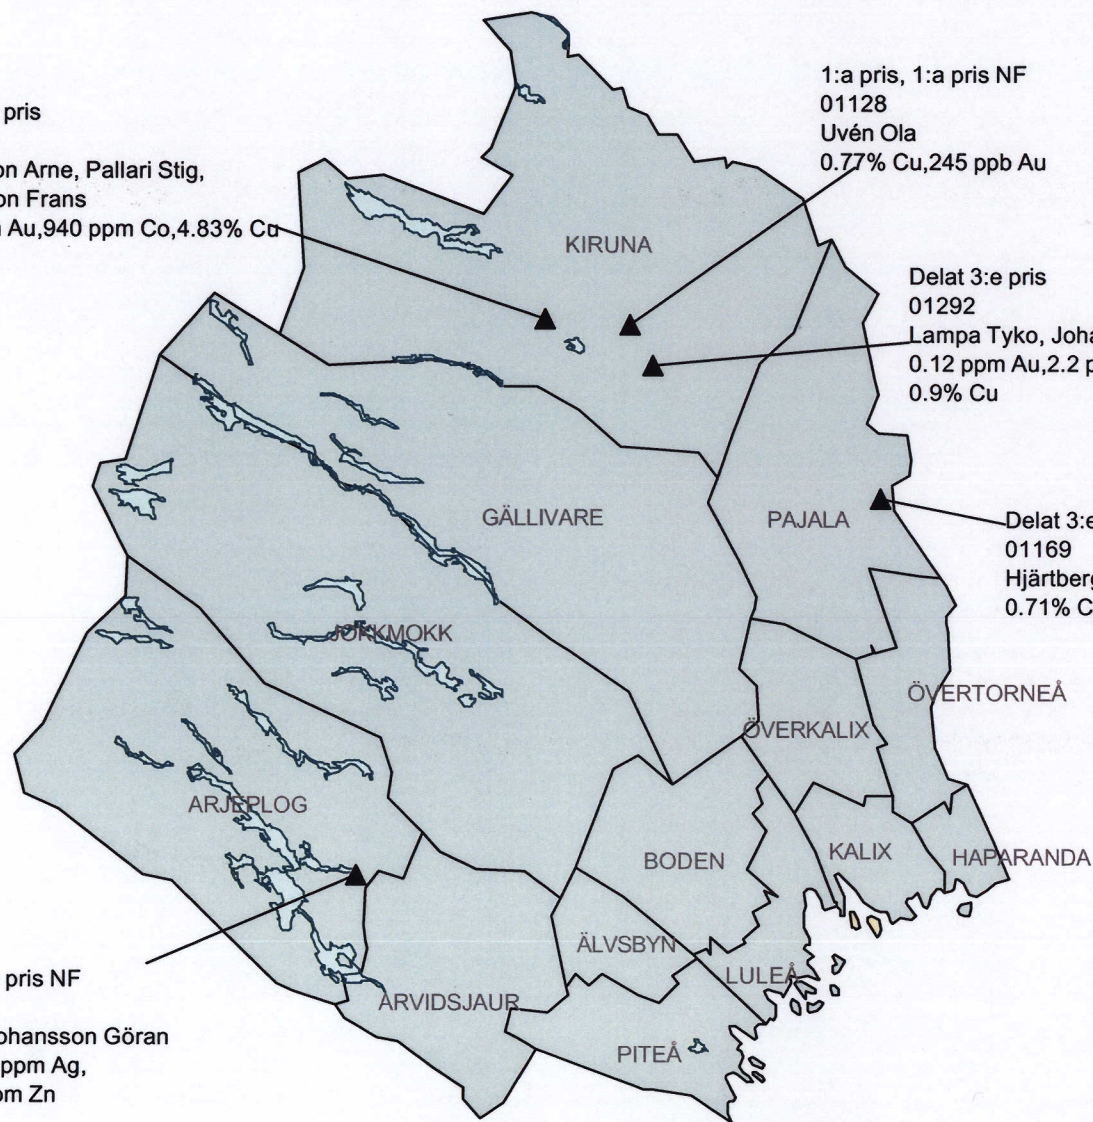 pris
on Arne, Pallari Stig,
on Frans
Au,940 ppm Co,4.83% Cu
1:a pris, 1:a pris NF
01128
Uvén Ola
0.77% Cu,245 ppb Au
KIRUNA
Delat 3:e pris
01292
Lampa Tyko, Joha
0.12 ppm Au,2.2 p
0.9% Cu
GÄLLIVARE
PAJALA
Delat 3:e
01169
Hjärtberg
0.71% C
JOKKMOKK
ÖVERTORNEÅ
ÖVERKALIX
ARJEPLOG
BODEN
KALIX
HAPARANDA
ÄLVSBYN
LULEÅ
ARVIDSJAUR
PITEÅ
pris NF
ohansson Göran
ppm Ag,
om Zn